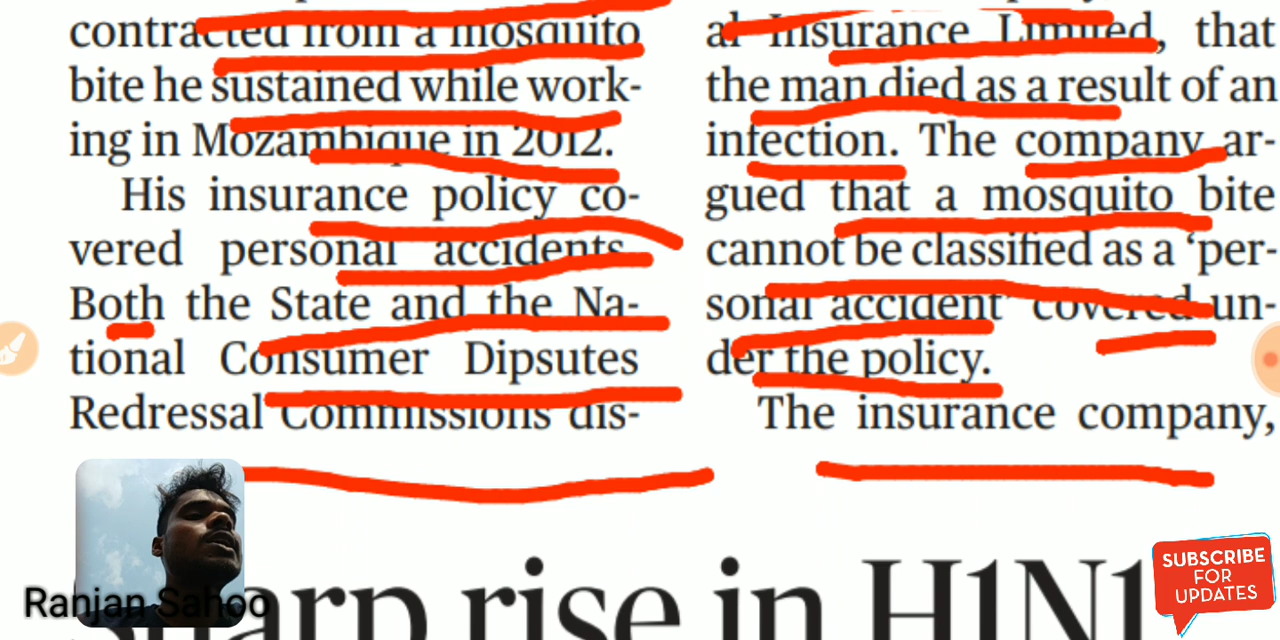 contracted from a mosquito
bite he sustained while work-
ing in Mozambique in 2012.
His insurance policy co-
vered personal accidents.
Both the State and the Na-
tional Consumer Dipsutes
Redressal Commissions dis-
al Insurance Limited, that
the man died as a result of an
infection. The company ar-
gued that a mosquito bite
cannot be classified as a ‘per-
sonal accident’ covered un-
der the policy.
The insurance company,
Sharp rise in H1N1
Ranjan Sahoo
SUBSCRIBE
FOR
UPDATES